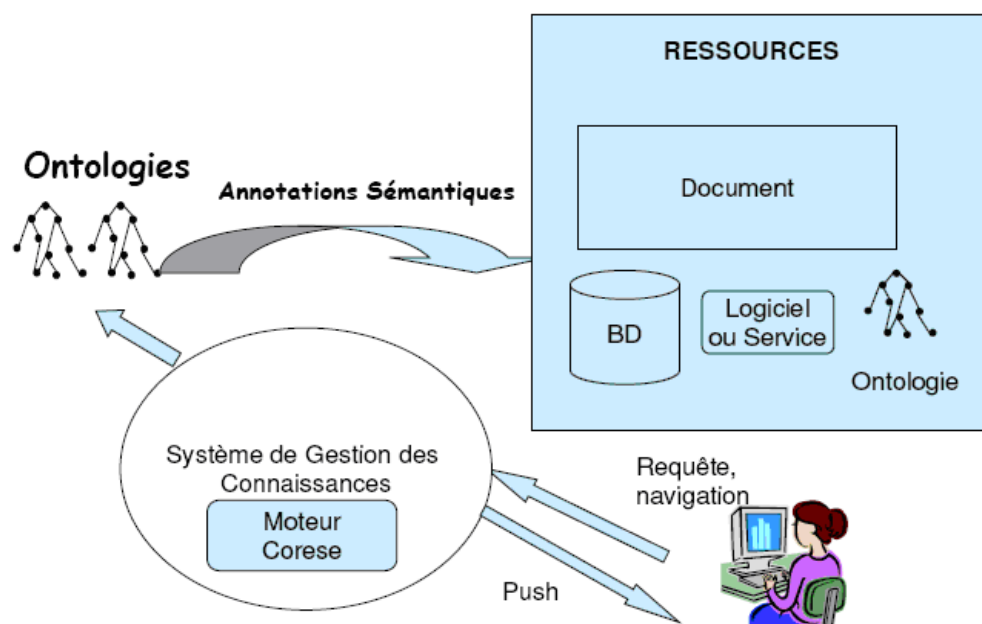 RESSOURCES
Document
Ontologies
Annotations Sémantiques
BD
Logiciel
ou Service
Ontologie
Système de Gestion des
Connaissances
Moteur
Corese
Requête,
navigation
Push